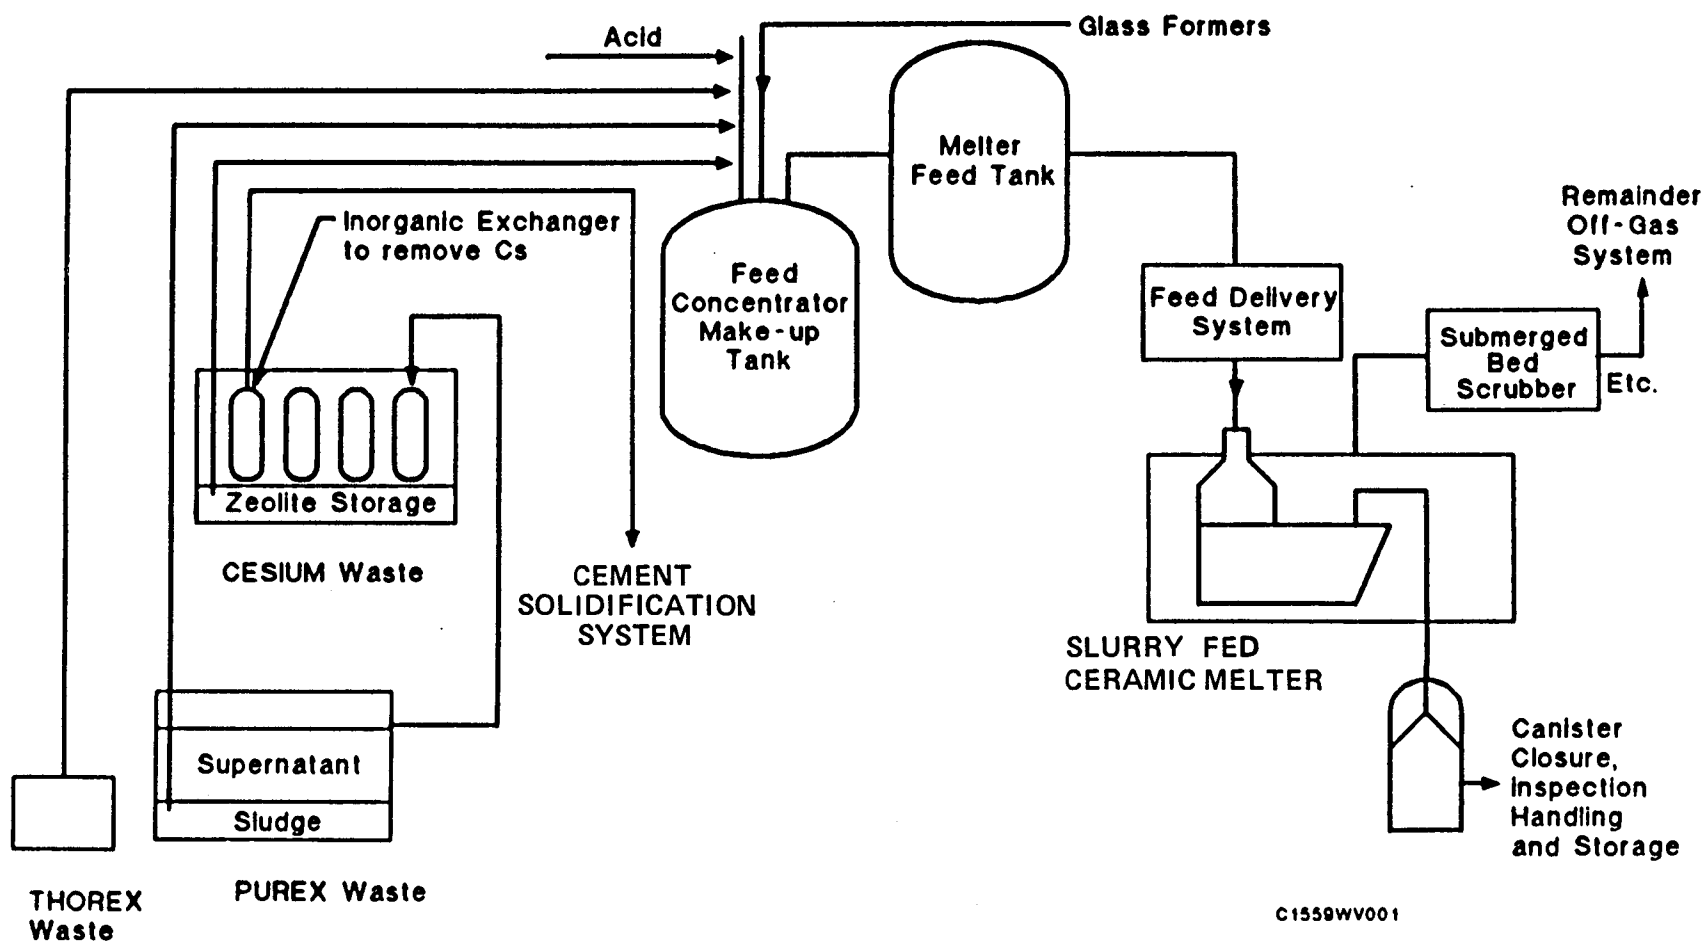 Acid
Glass Formers
Melter
Feed Tank
Remainder
Off-Gas
System
Inorganic Exchanger
to remove Cs
Feed
Concentrator
Make-up
Tank
Feed Delivery
System
Submerged
Bed
Scrubber
Etc.
Zeolite Storage
CESIUM Waste
CEMENT
SOLIDIFICATION
SYSTEM
SLURRY FED
CERAMIC MELTER
Supernatant
Sludge
Canister
Closure,
Inspection
Handling
and Storage
PUREX Waste
THOREX
Waste
C1559WV001